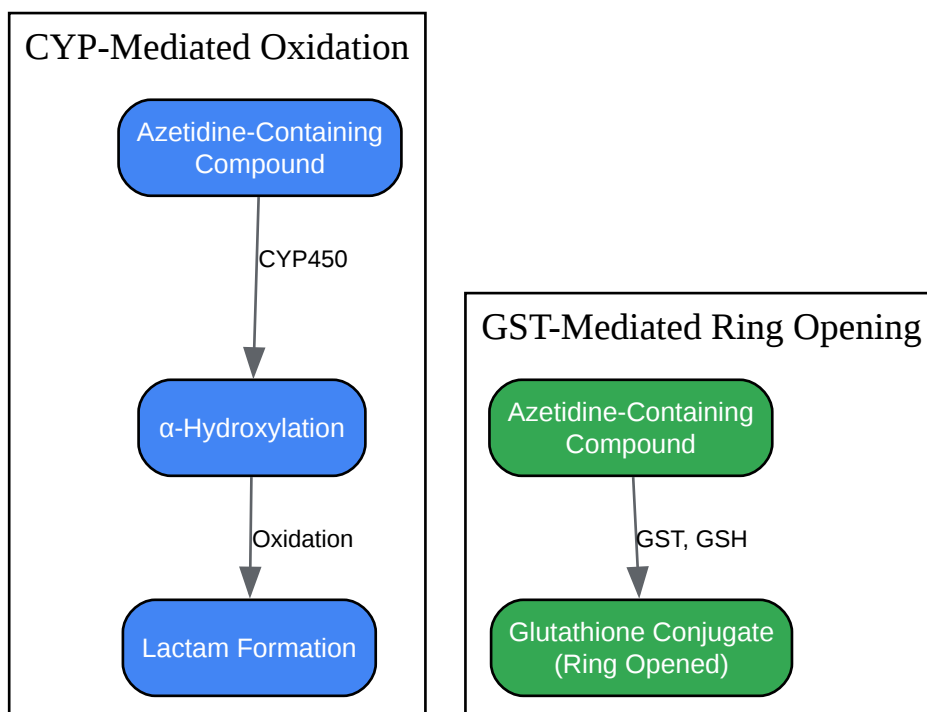 CYP-Mediated Oxidation
Azetidine-Containing
Compound
CYP450
α-Hydroxylation
Oxidation
Lactam Formation
GST-Mediated Ring Opening
Azetidine-Containing
Compound
GST, GSH
Glutathione Conjugate
(Ring Opened)